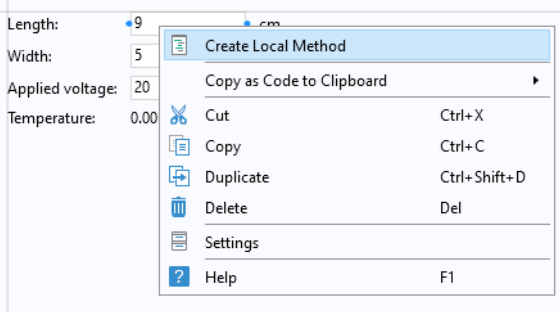 Length: 9 cm
Create Local Method
Width: 5
Copy as Code to Clipboard
Applied voltage: 20
Temperature: 0.00
Cut Ctrl+X
Copy Ctrl+C
Duplicate Ctrl+Shift+D
Delete Del
Settings
? Help F1